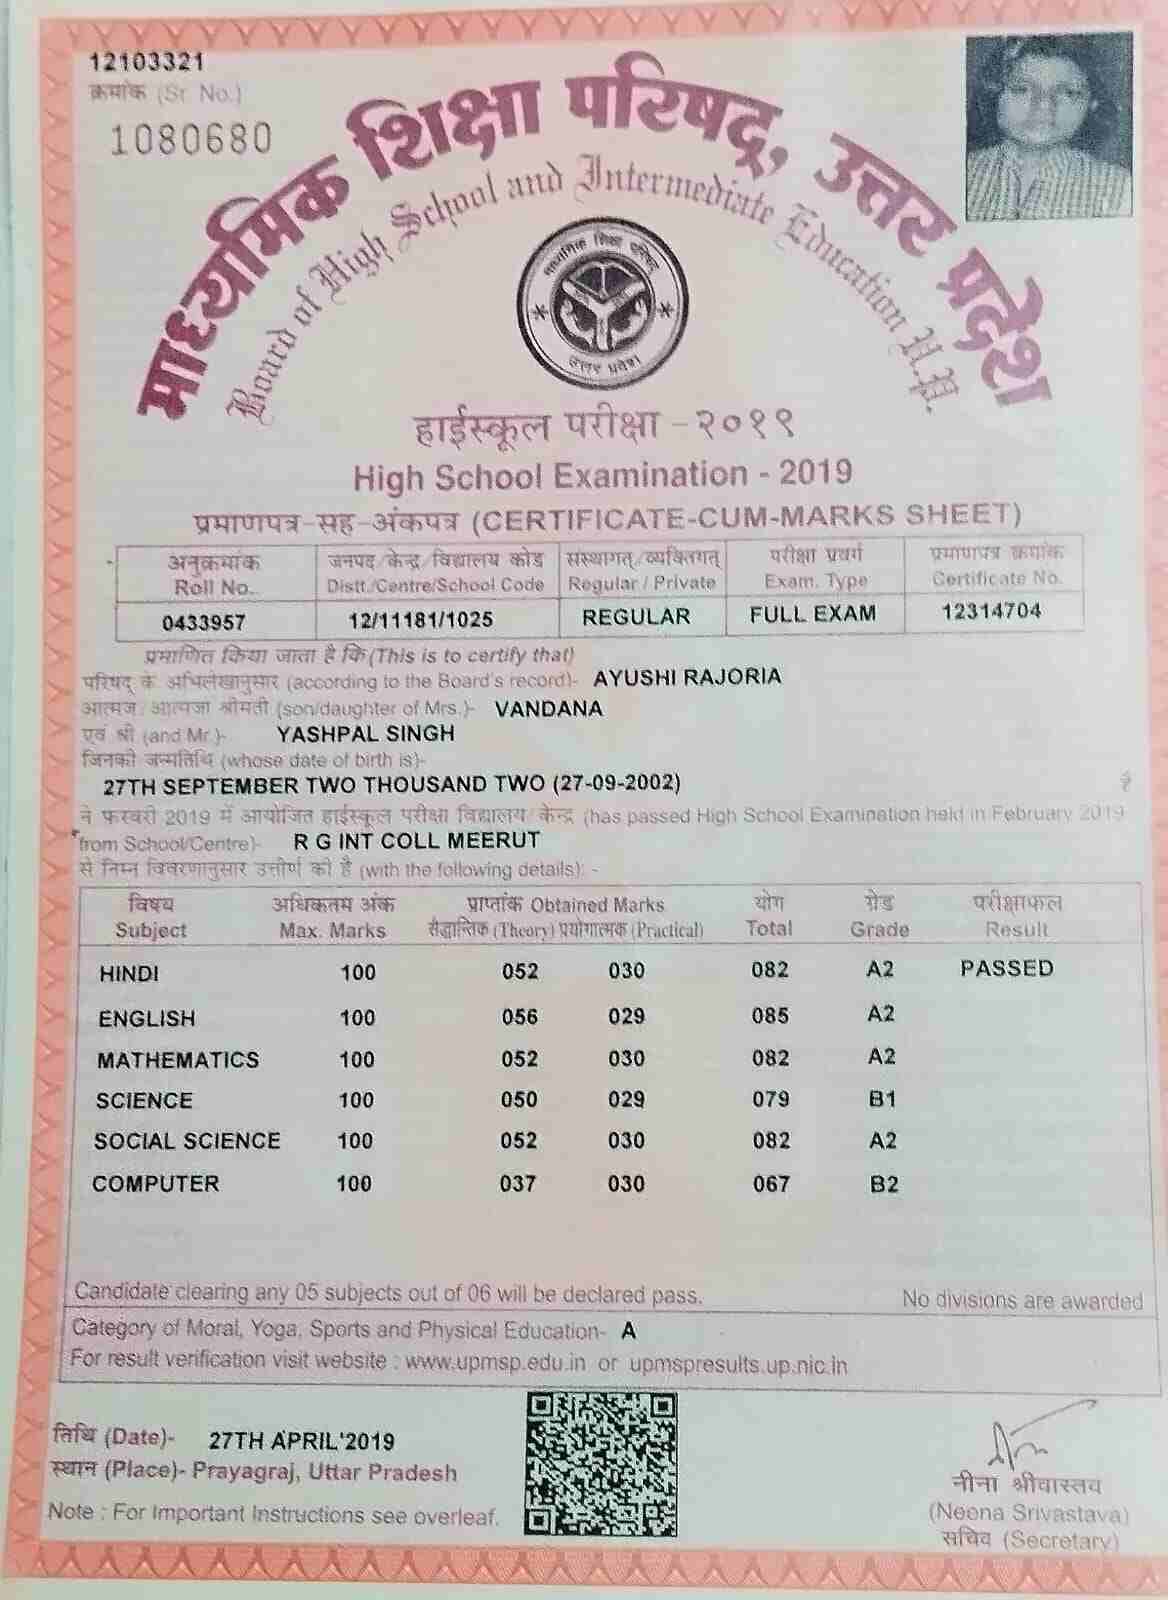 12103321
क्रमांक (Sr. No.)
1080680
माध्यमिक शिक्षा परिषद्, उत्तर प्रदेश
Board of High School and Intermediate Education U.P.
माध्यमिक शिक्षा परिषद्
उत्तर प्रदेश
हाईस्कूल परीक्षा - २०१९
High School Examination - 2019
प्रमाणपत्र-सह-अंकपत्र (CERTIFICATE-CUM-MARKS SHEET)
अनुक्रमांक जनपद/केन्द्र/विद्यालय कोड संस्थागत/व्यक्तिगत् परीक्षा प्रवर्ग प्रमाणपत्र क्रमांक
Roll No. Distt./Centre/School Code Regular / Private Exam. Type Certificate No.
0433957 12/11181/1025 REGULAR FULL EXAM 12314704
प्रमाणित किया जाता है कि (This is to certify that)
परिषद् के अभिलेखानुसार (according to the Board's record)- AYUSHI RAJORIA
आत्मज/आत्मजा श्रीमती (son/daughter of Mrs.)- VANDANA
एवं श्री (and Mr.)- YASHPAL SINGH
जिनकी जन्मतिथि (whose date of birth is)-
27TH SEPTEMBER TWO THOUSAND TWO (27-09-2002) है
ने फरवरी 2019 में आयोजित हाईस्कूल परीक्षा विद्यालय/केन्द्र (has passed High School Examination held in February 2019
from School/Centre)- R G INT COLL MEERUT
से निम्न विवरणानुसार उत्तीर्ण की है (with the following details): -
विषय अधिकतम अंक प्राप्तांक Obtained Marks योग ग्रेड परीक्षाफल
Subject Max. Marks सैद्धान्तिक (Theory) प्रयोगात्मक (Practical) Total Grade Result
HINDI 100 052 030 082 A2 PASSED
ENGLISH 100 056 029 085 A2
MATHEMATICS 100 052 030 082 A2
SCIENCE 100 050 029 079 B1
SOCIAL SCIENCE 100 052 030 082 A2
COMPUTER 100 037 030 067 B2
Candidate clearing any 05 subjects out of 06 will be declared pass. No divisions are awarded
Category of Moral, Yoga, Sports and Physical Education- A
For result verification visit website : www.upmsp.edu.in or upmspresults.up.nic.in
तिथि (Date)- 27TH APRIL'2019
स्थान (Place)- Prayagraj, Uttar Pradesh
Note : For Important Instructions see overleaf.
नीना श्रीवास्तव
(Neena Srivastava)
सचिव (Secretary)